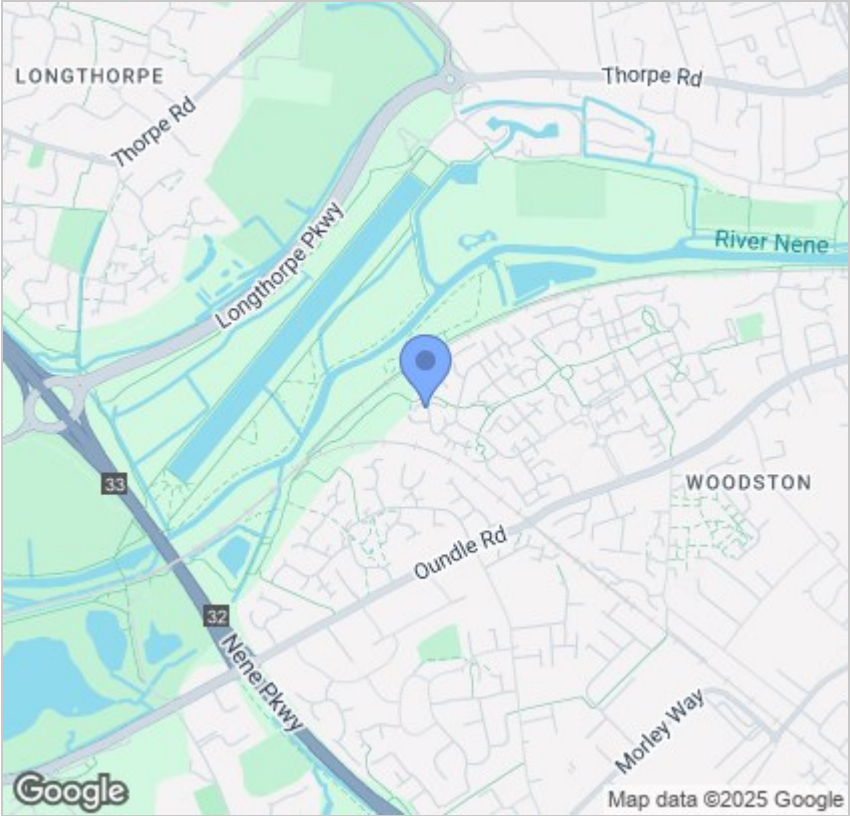 LONGTHORPE
Thorpe Rd
Thorpe Rd
Longthorpe Pkwy
River Nene
33
WOODSTON
Oundle Rd
32
Nene Pkwy
Morley Way
Google
Map data ©2025 Google